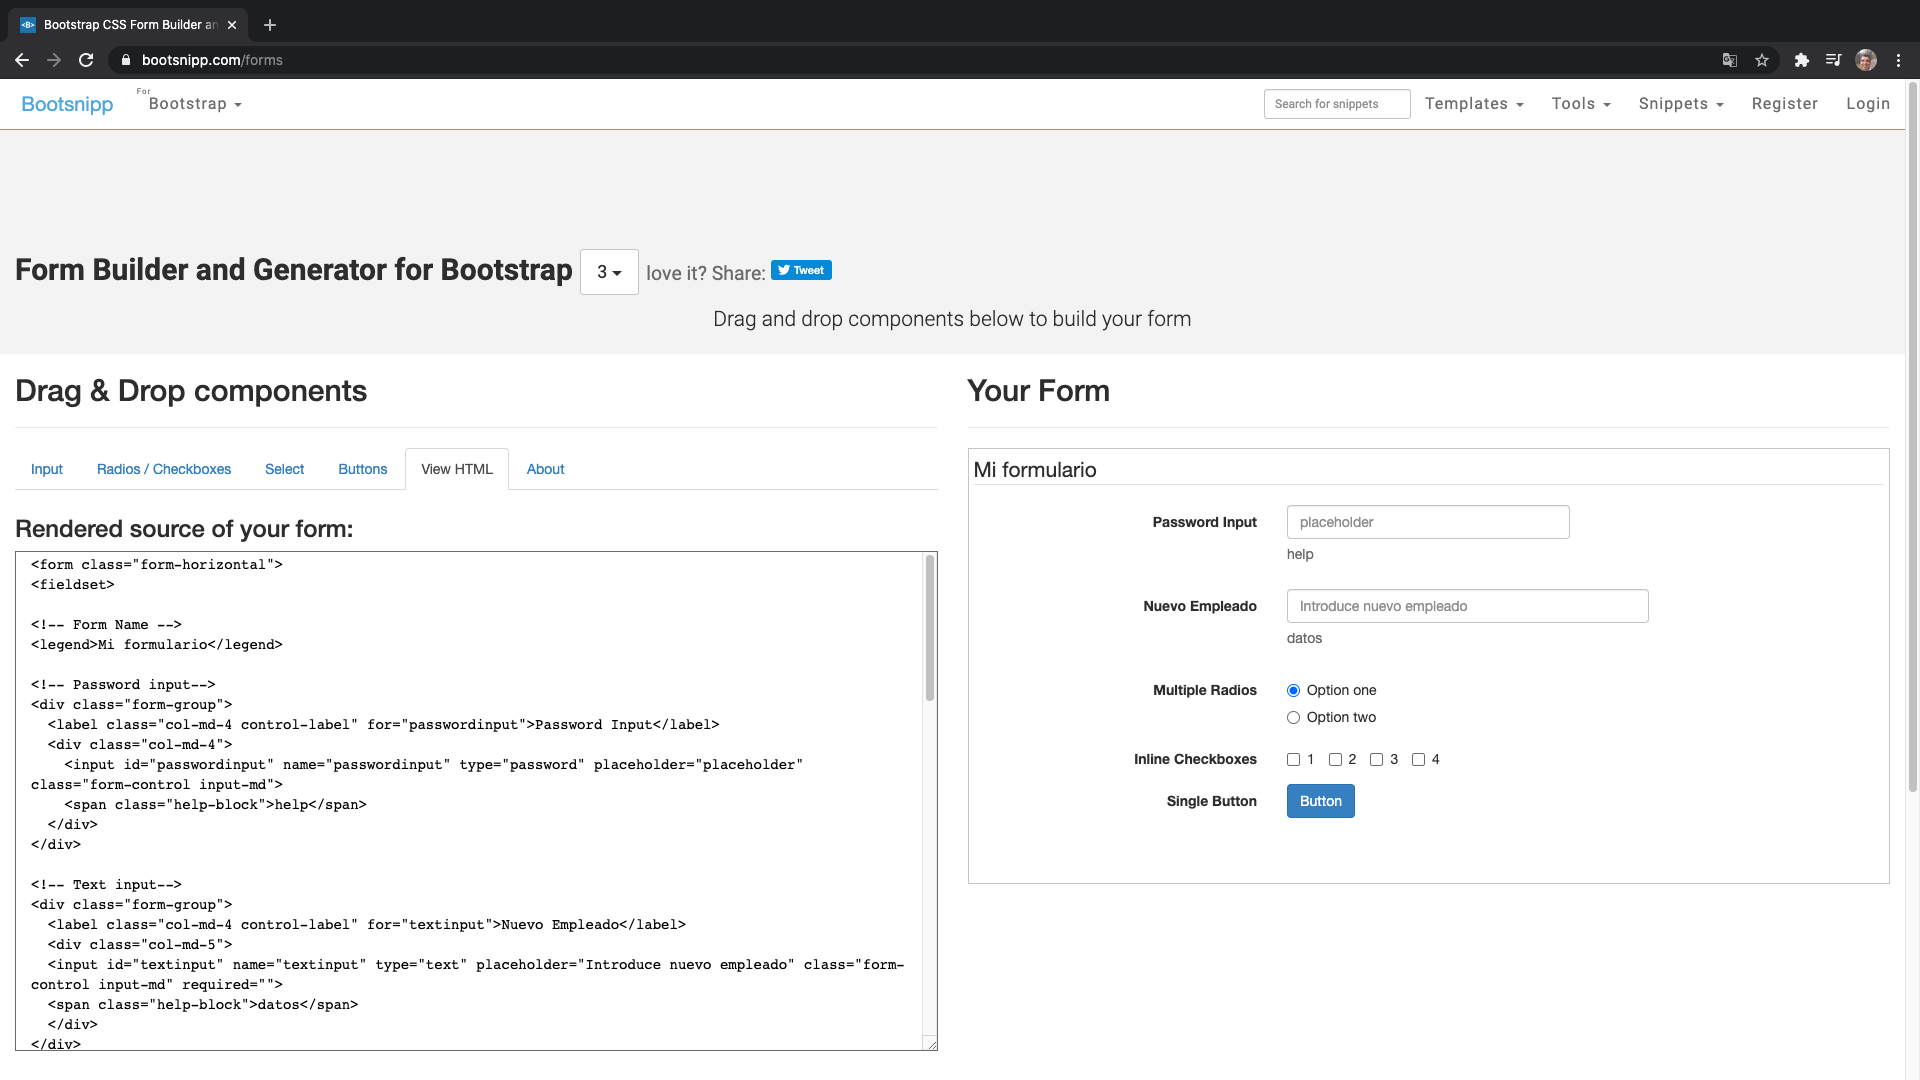 Bootstrap CSS Form Builder an
bootsnipp.com/forms
Bootsnipp
For
Bootstrap
Search for snippets
Templates
Tools
Snippets
Register
Login
Form Builder and Generator for Bootstrap 3 love it? Share: Tweet
Drag and drop components below to build your form
Drag & Drop components
Input Radios / Checkboxes Select Buttons View HTML About
Rendered source of your form:
<form class="form-horizontal">
<fieldset>
<!-- Form Name -->
<legend>Mi formulario</legend>
<!-- Password input-->
<div class="form-group">
<label class="col-md-4 control-label" for="passwordinput">Password Input</label>
<div class="col-md-4">
<input id="passwordinput" name="passwordinput" type="password" placeholder="placeholder"
class="form-control input-md">
<span class="help-block">help</span>
</div>
</div>
<!-- Text input-->
<div class="form-group">
<label class="col-md-4 control-label" for="textinput">Nuevo Empleado</label>
<div class="col-md-5">
<input id="textinput" name="textinput" type="text" placeholder="Introduce nuevo empleado" class="form-
control input-md" required="">
<span class="help-block">datos</span>
</div>
</div>
Your Form
Mi formulario
Password Input placeholder
help
Nuevo Empleado Introduce nuevo empleado
datos
Multiple Radios Option one
Option two
Inline Checkboxes 1 2 3 4
Single Button Button